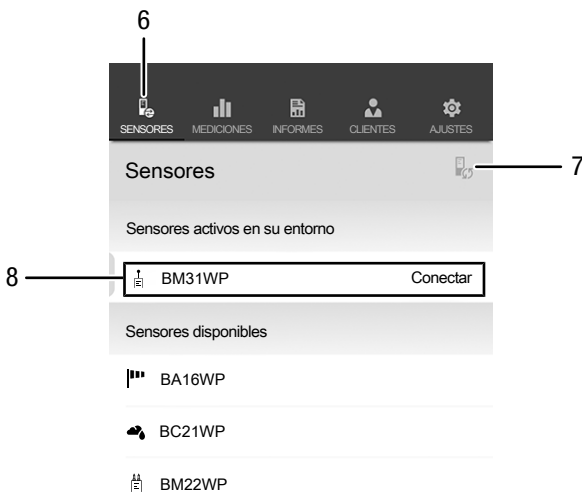 6
SENSORES MEDICIONES INFORMES CLIENTES AJUSTES
Sensores
7
Sensores activos en su entorno
8
BM31WP Conectar
Sensores disponibles
BA16WP
BC21WP
BM22WP